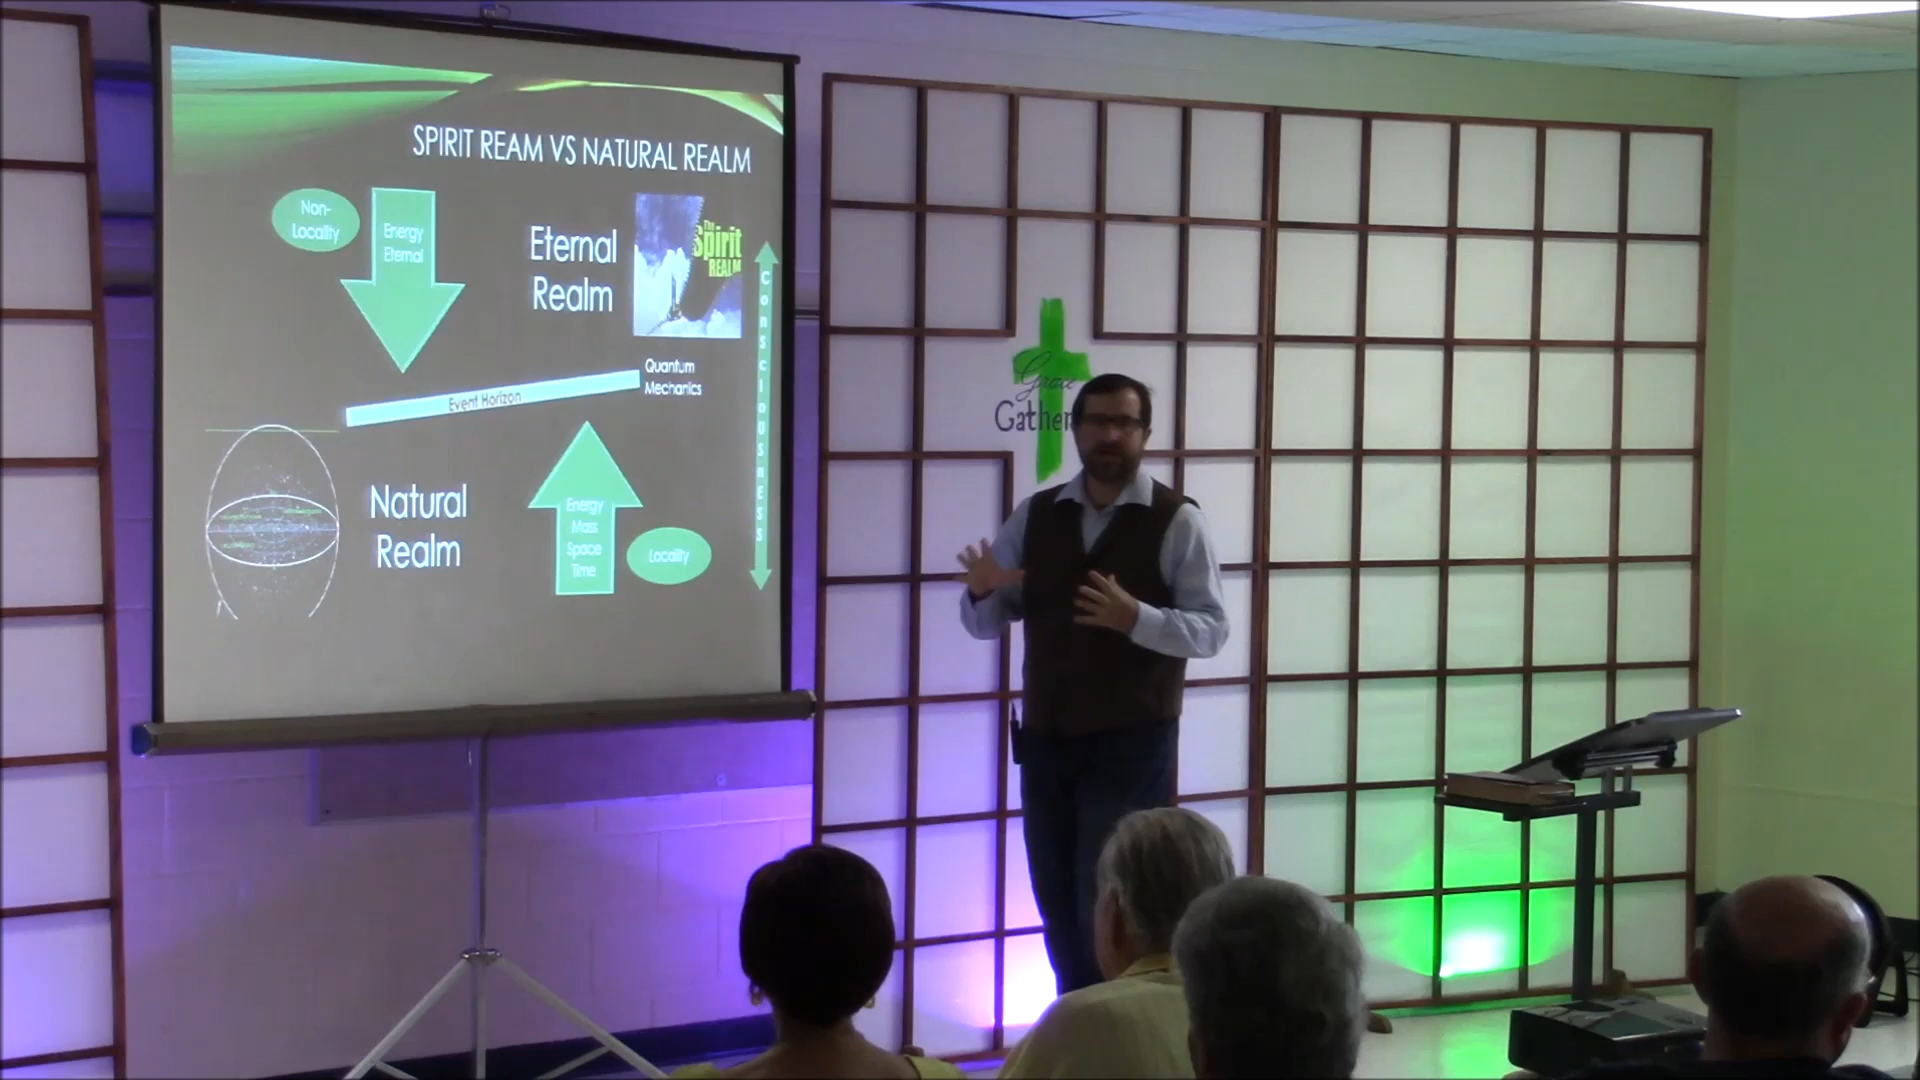 SPIRIT REAM VS NATURAL REALM
Non-
Locality
Energy
Eternal
Eternal
Realm
The
Spirit
REALM
Consciousness
Quantum
Mechanics
Event Horizon
Natural
Realm
Energy
Mass
Space
Time
Locality
Grace
Gather